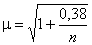 μ = √(1 + 0,38/n)